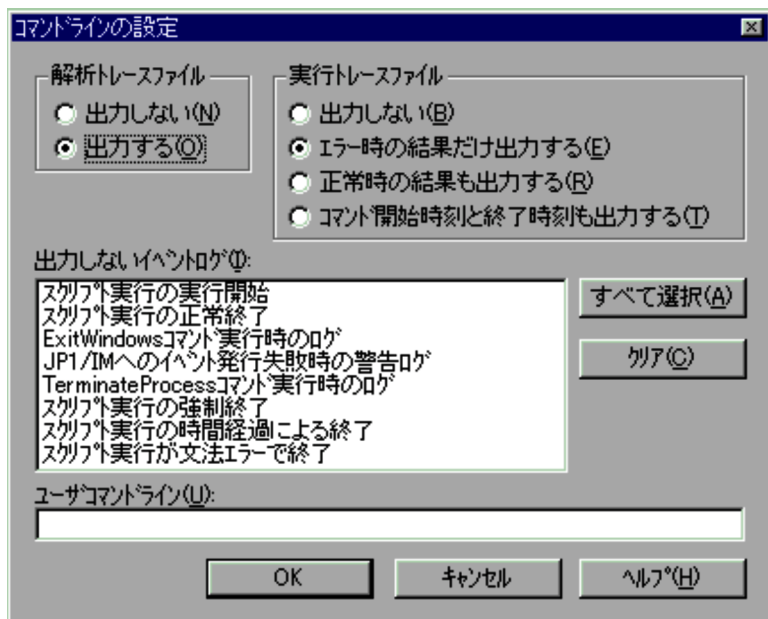 コマンドラインの設定
解析トレースファイル
出力しない(N)
出力する(O)
実行トレースファイル
出力しない(B)
エラー時の結果だけ出力する(E)
正常時の結果も出力する(R)
コマンド開始時刻と終了時刻も出力する(T)
出力しないイベントログ(I):
スクリプト実行の実行開始
スクリプト実行の正常終了
ExitWindowsコマンド実行時のログ
JP1/IMへのイベント発行失敗時の警告ログ
TerminateProcessコマンド実行時のログ
スクリプト実行の強制終了
スクリプト実行の時間経過による終了
スクリプト実行が文法エラーで終了
すべて選択(A)
クリア(C)
ユーザコマンドライン(U):
OK
キャンセル
ヘルプ(H)